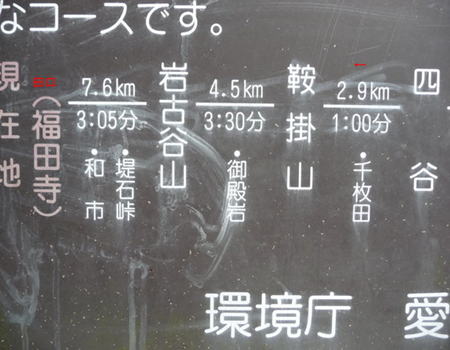 なコースです。
現在地
(福田寺)
7.6km
3:05分
・堤石峠
・和市
岩古谷山
4.5km
3:30分
・御殿岩
鞍掛山
←
2.9km
1:00分
・千枚田
四谷
環境庁 愛